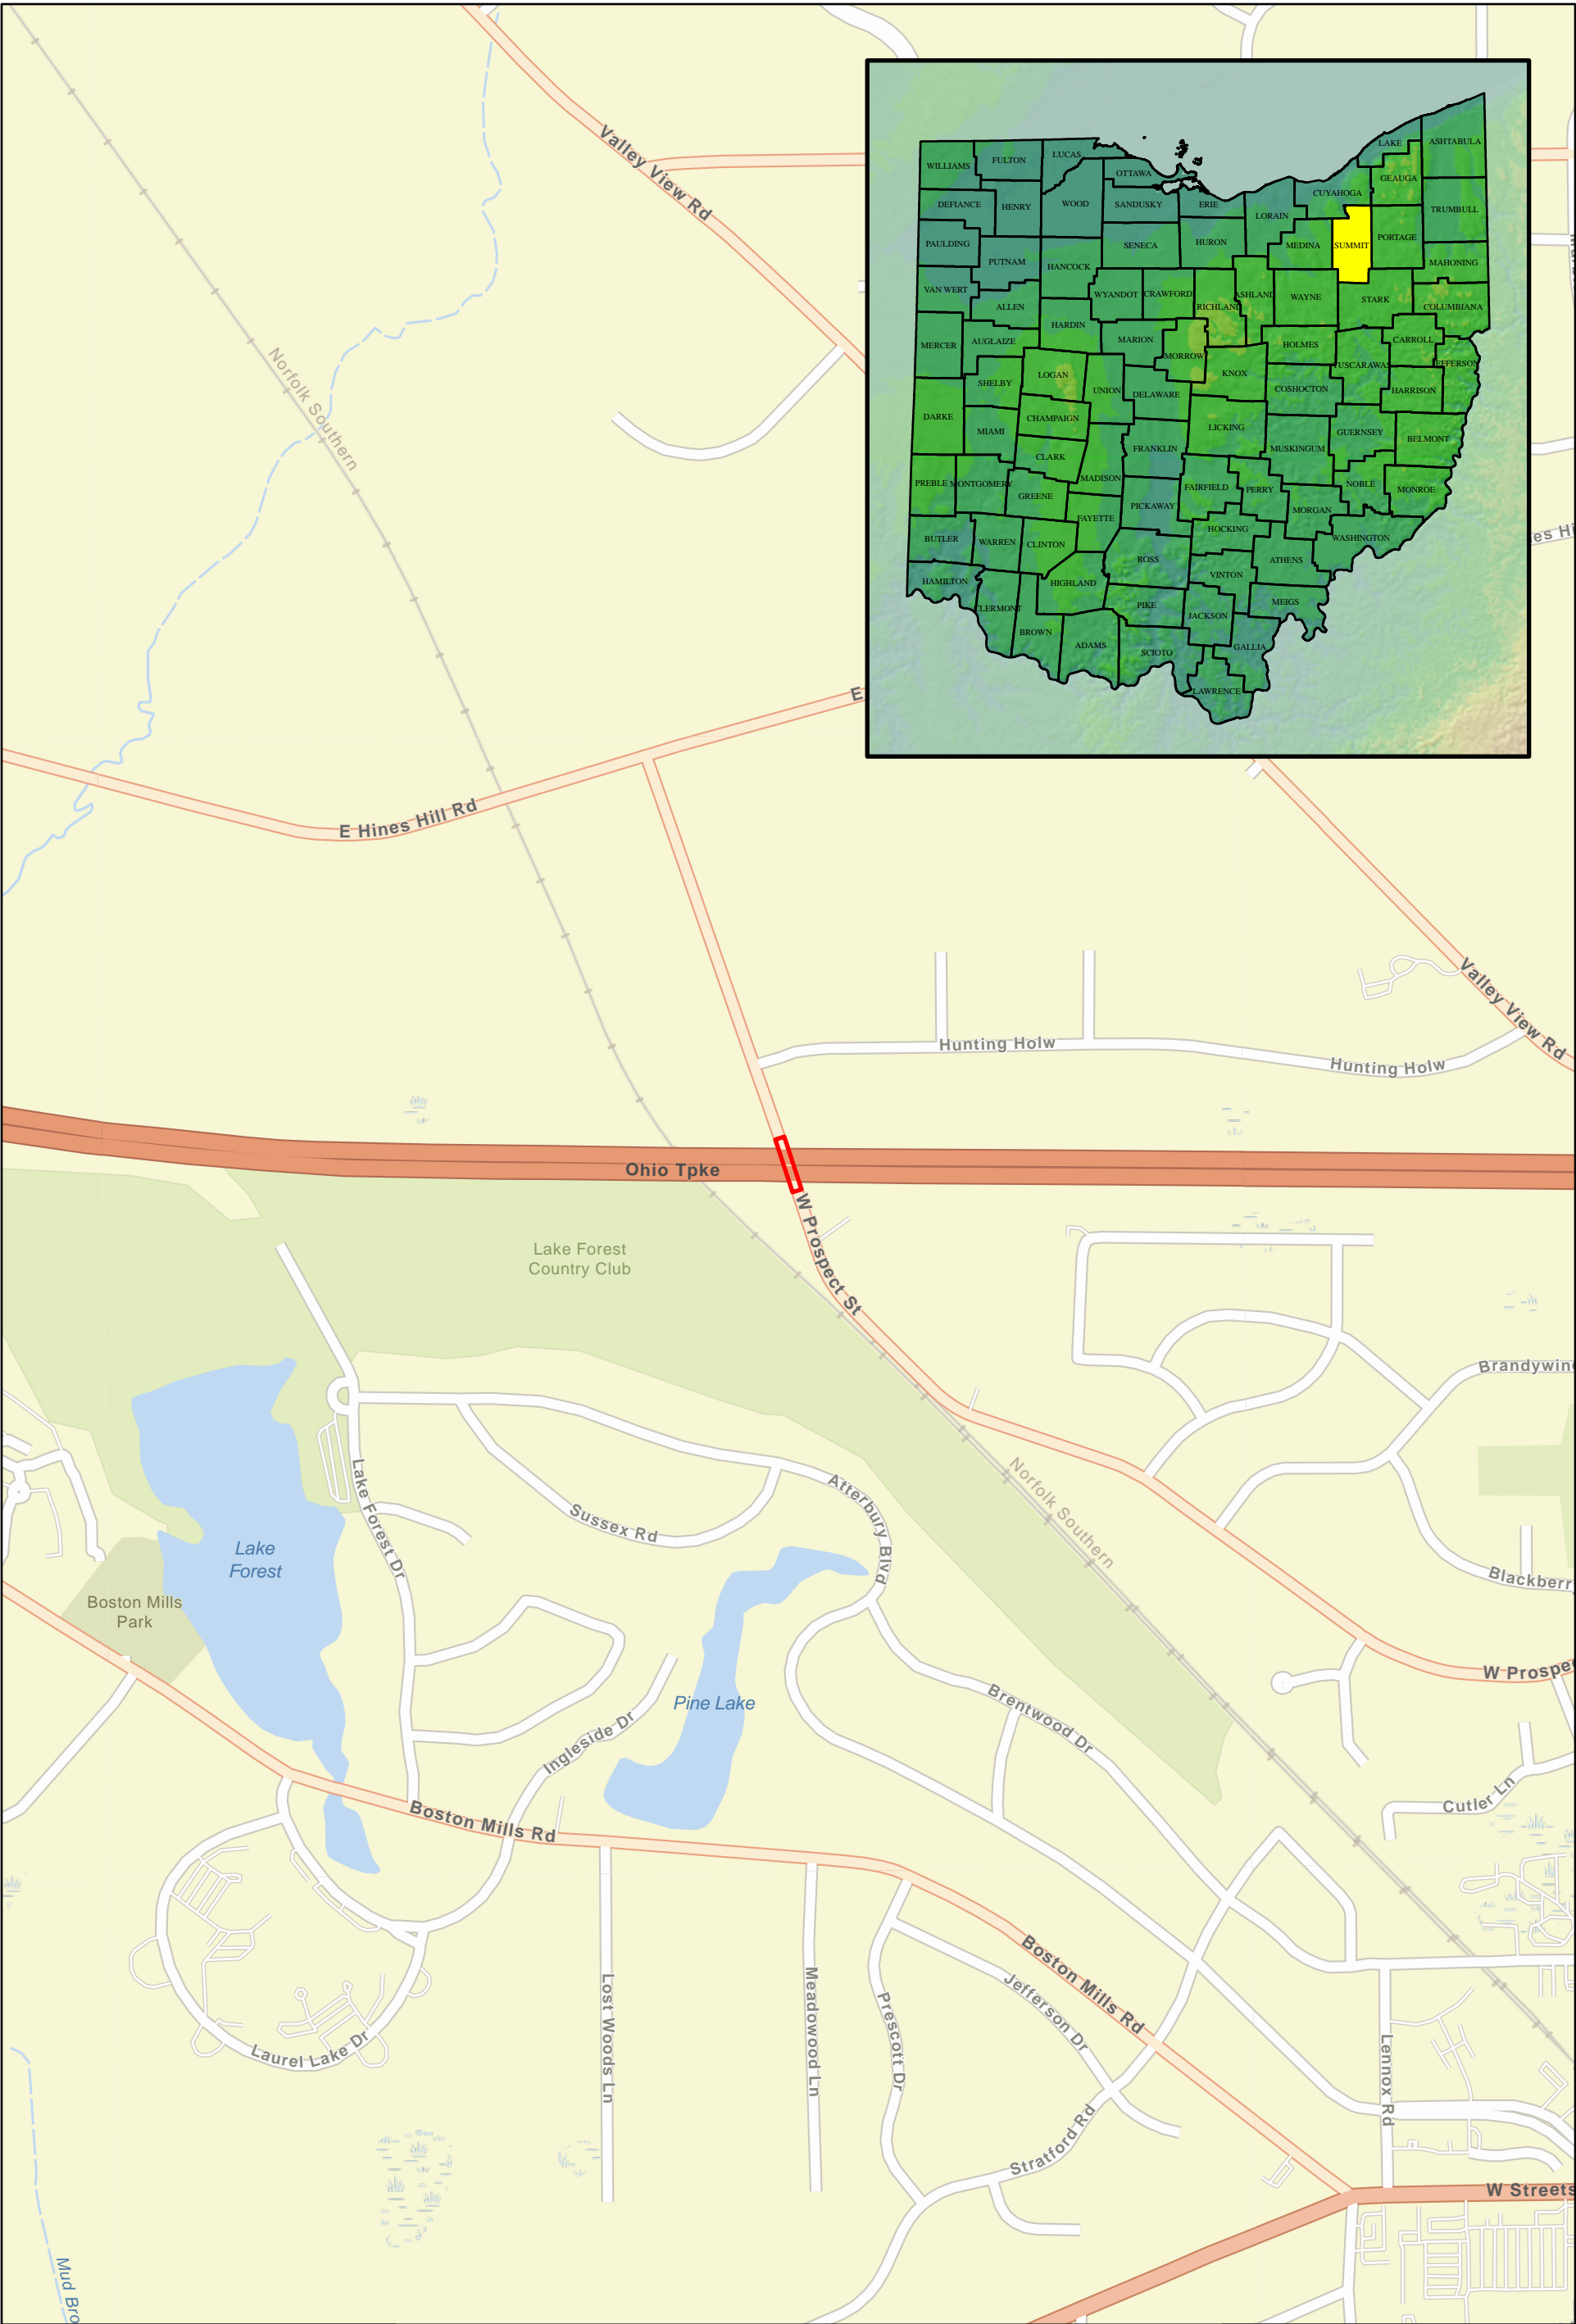 Valley View Rd
WILLIAMS
FULTON
LUCAS
OTTAWA
LAKE
ASHTABULA
GEAUGA
CUYAHOGA
DEFIANCE
HENRY
WOOD
SANDUSKY
ERIE
LORAIN
TRUMBULL
PAULDING
PUTNAM
HANCOCK
SENECA
HURON
MEDINA
SUMMIT
PORTAGE
MAHONING
VAN WERT
ALLEN
WYANDOT
CRAWFORD
RICHLAND
ASHLAND
WAYNE
STARK
COLUMBIANA
HARDIN
MERCER
AUGLAIZE
MARION
MORROW
HOLMES
CARROLL
TUSCARAWAS
JEFFERSON
LOGAN
SHELBY
UNION
KNOX
DELAWARE
COSHOCTON
HARRISON
DARKE
CHAMPAIGN
MIAMI
LICKING
GUERNSEY
BELMONT
CLARK
FRANKLIN
MUSKINGUM
PREBLE
MONTGOMERY
GREENE
MADISON
FAIRFIELD
PERRY
NOBLE
MONROE
PICKAWAY
MORGAN
FAYETTE
HOCKING
WASHINGTON
BUTLER
WARREN
CLINTON
ROSS
ATHENS
VINTON
HAMILTON
HIGHLAND
CLERMONT
PIKE
JACKSON
MEIGS
BROWN
ADAMS
SCIOTO
GALLIA
LAWRENCE
Norfolk Southern
es Hi
E
E Hines Hill Rd
Valley View Rd
Hunting Holw
Hunting Holw
Ohio Tpke
W Prospect St
Lake Forest
Country Club
Brandywin
Norfolk Southern
Lake Forest Dr
Atterbury Blvd
Sussex Rd
Lake
Forest
Blackberr
Boston Mills
Park
W Prospec
Pine Lake
Brentwood Dr
Ingleside Dr
Cutler Ln
Boston Mills Rd
Boston Mills Rd
Lost Woods Ln
Meadowood Ln
Prescott Dr
Jefferson Dr
Laurel Lake Dr
Lennox Rd
Stratford Rd
W Streets
Mud Bro